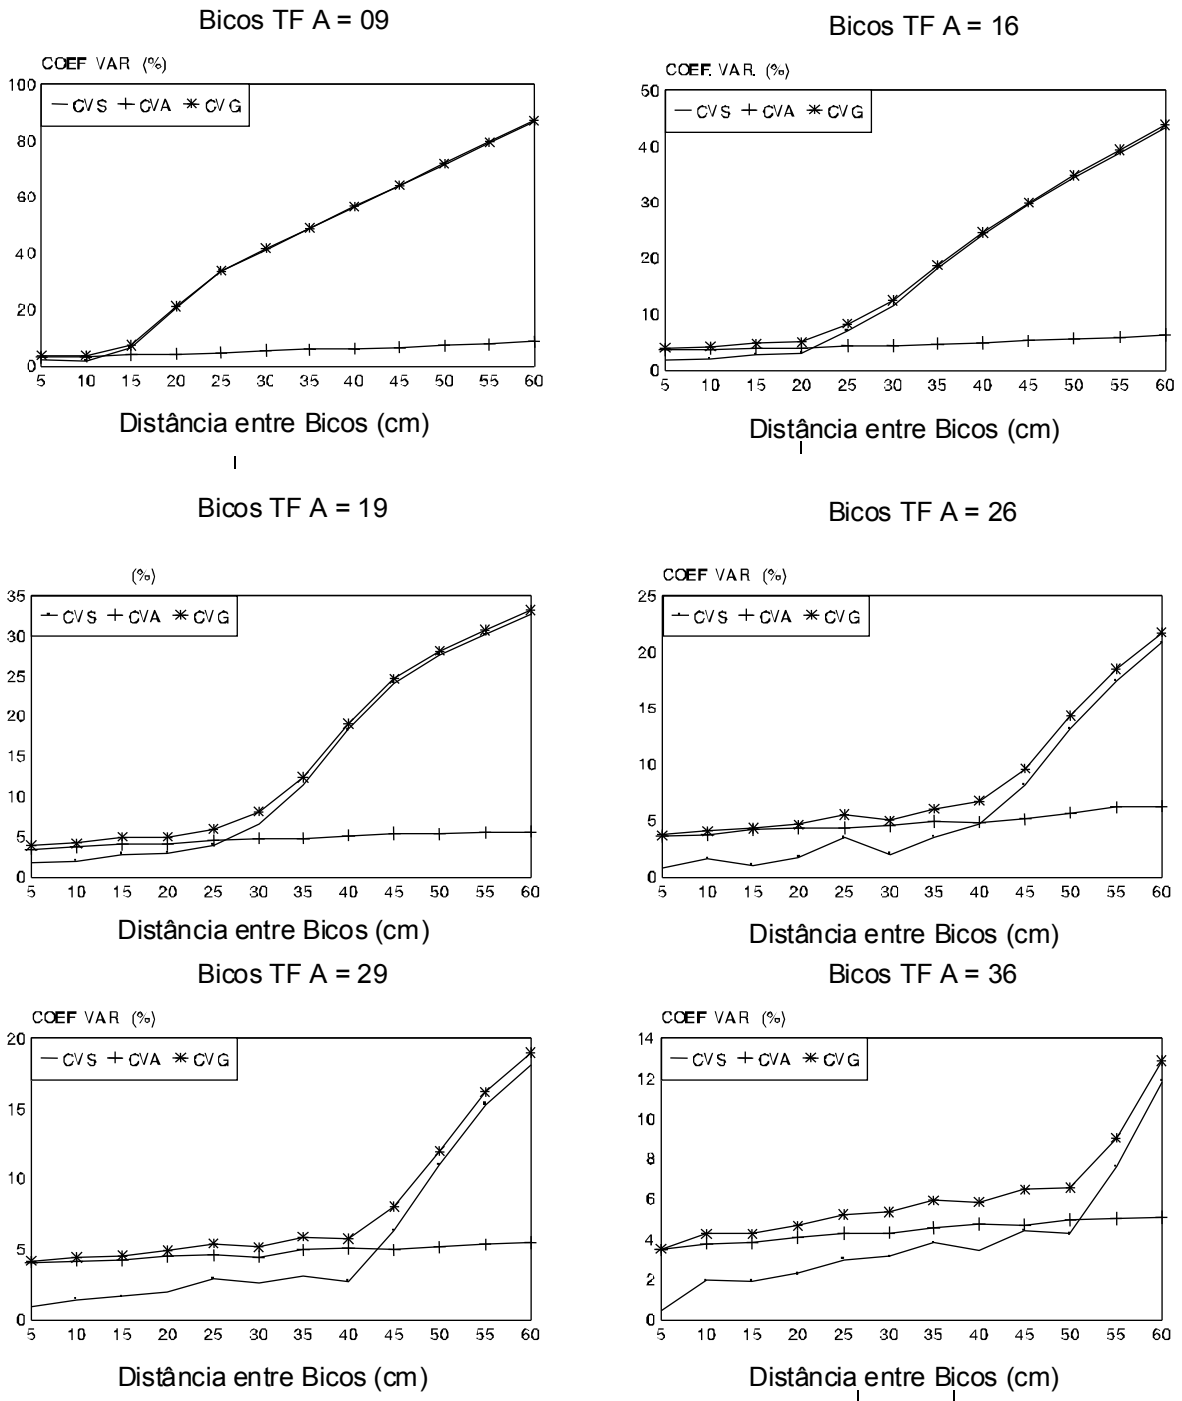 Bicos TF A = 09
COEF VAR (%)
100
CVS CVA CVG
80
60
40
20
0
5 10 15 20 25 30 35 40 45 50 55 60
Distância entre Bicos (cm)
Bicos TF A = 16
COEF. VAR. (%)
50
CVS CVA CVG
40
30
20
10
0
5 10 15 20 25 30 35 40 45 50 55 60
Distância entre Bicos (cm)
Bicos TF A = 19
(%)
35
CVS CVA CVG
30
25
20
15
10
5
0
5 10 15 20 25 30 35 40 45 50 55 60
Distância entre Bicos (cm)
Bicos TF A = 26
COEF VAR (%)
25
CVS CVA CVG
20
15
10
5
0
5 10 15 20 25 30 35 40 45 50 55 60
Distância entre Bicos (cm)
Bicos TF A = 29
COEF VAR (%)
20
CVS CVA CVG
15
10
5
0
5 10 15 20 25 30 35 40 45 50 55 60
Distância entre Bicos (cm)
Bicos TF A = 36
COEF VAR (%)
14
CVS CVA CVG
12
10
8
6
4
2
0
5 10 15 20 25 30 35 40 45 50 55 60
Distância entre Bicos (cm)